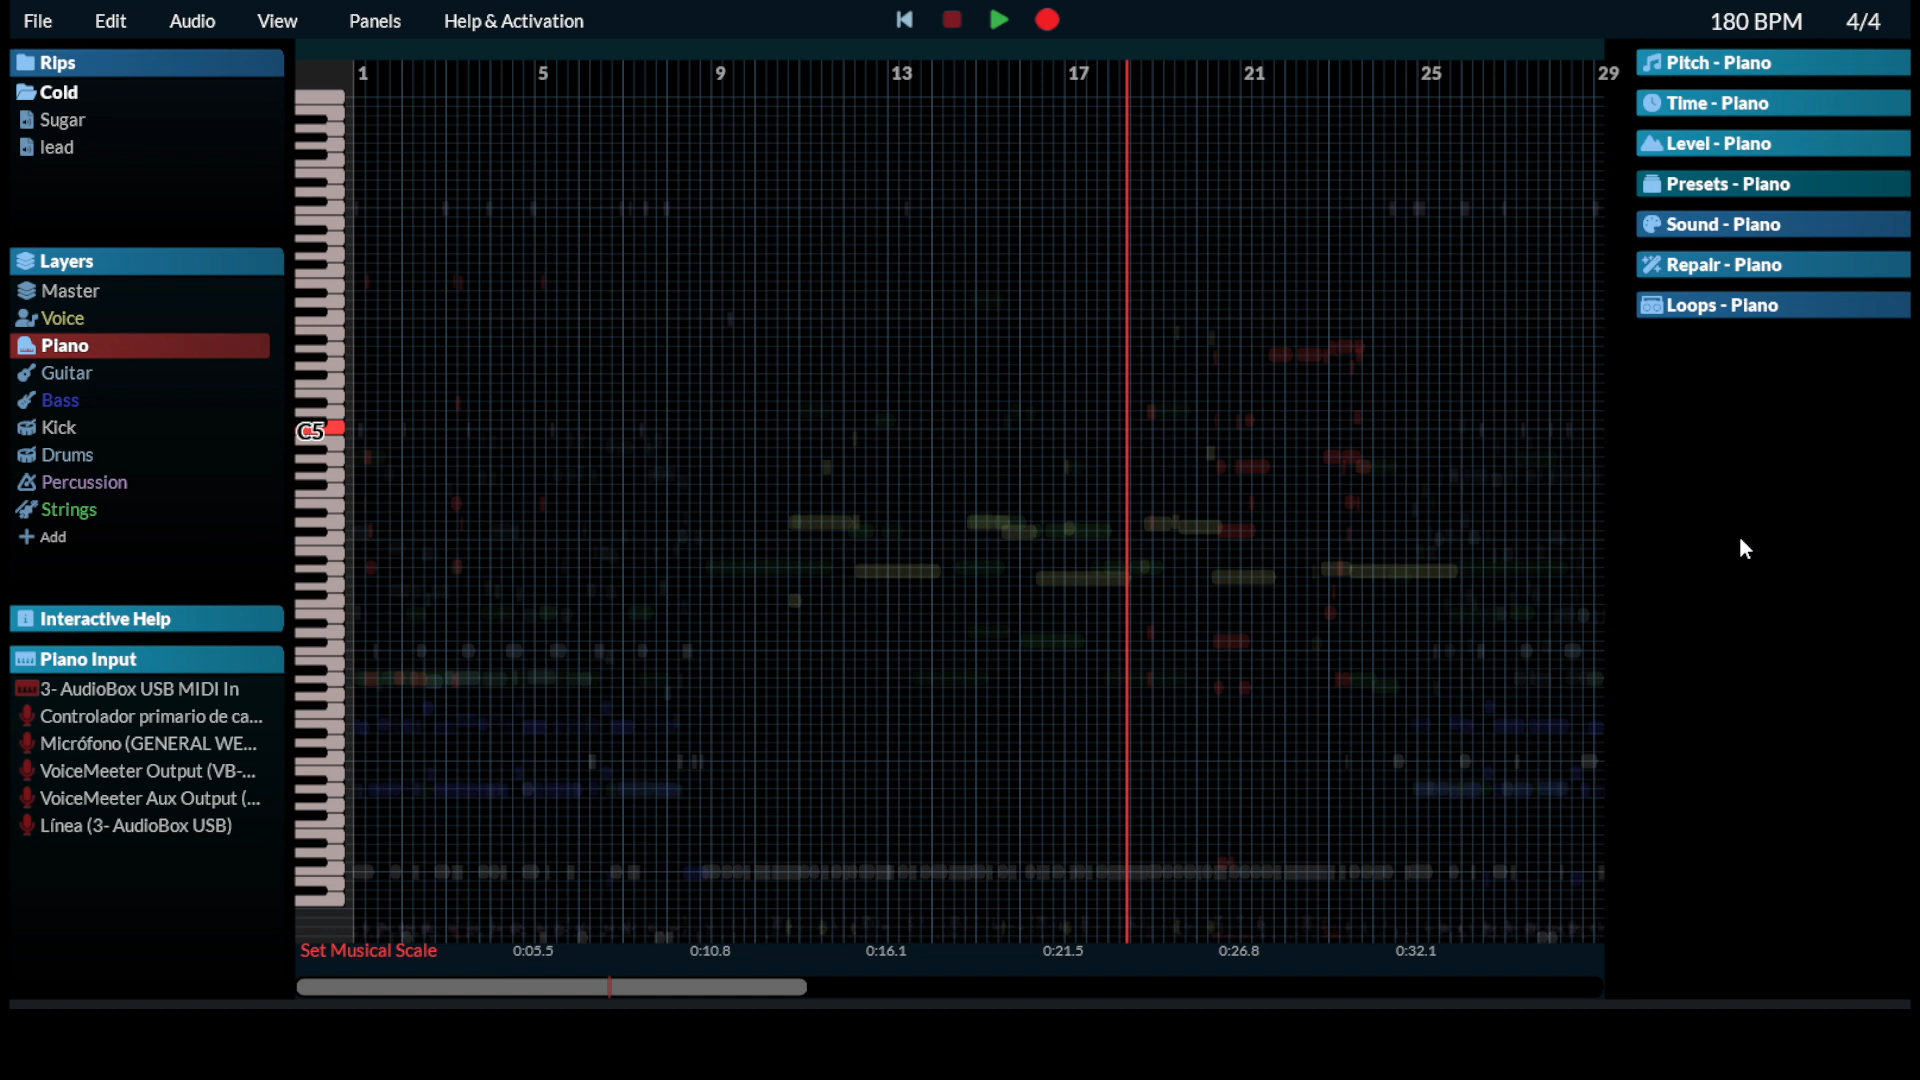 File Edit Audio View Panels Help & Activation 180 BPM 4/4
Rips
Cold
Sugar
lead
Layers
Master
Voice
Piano
Guitar
Bass
Kick
Drums
Percussion
Strings
Add
Interactive Help
Piano Input
3- AudioBox USB MIDI In
Controlador primario de ca...
Micrófono (GENERAL WE...
VoiceMeeter Output (VB-...
VoiceMeeter Aux Output (...
Línea (3- AudioBox USB)
1 5 9 13 17 21 25 29
C5
Set Musical Scale 0:05.5 0:10.8 0:16.1 0:21.5 0:26.8 0:32.1
Pitch - Piano
Time - Piano
Level - Piano
Presets - Piano
Sound - Piano
Repair - Piano
Loops - Piano